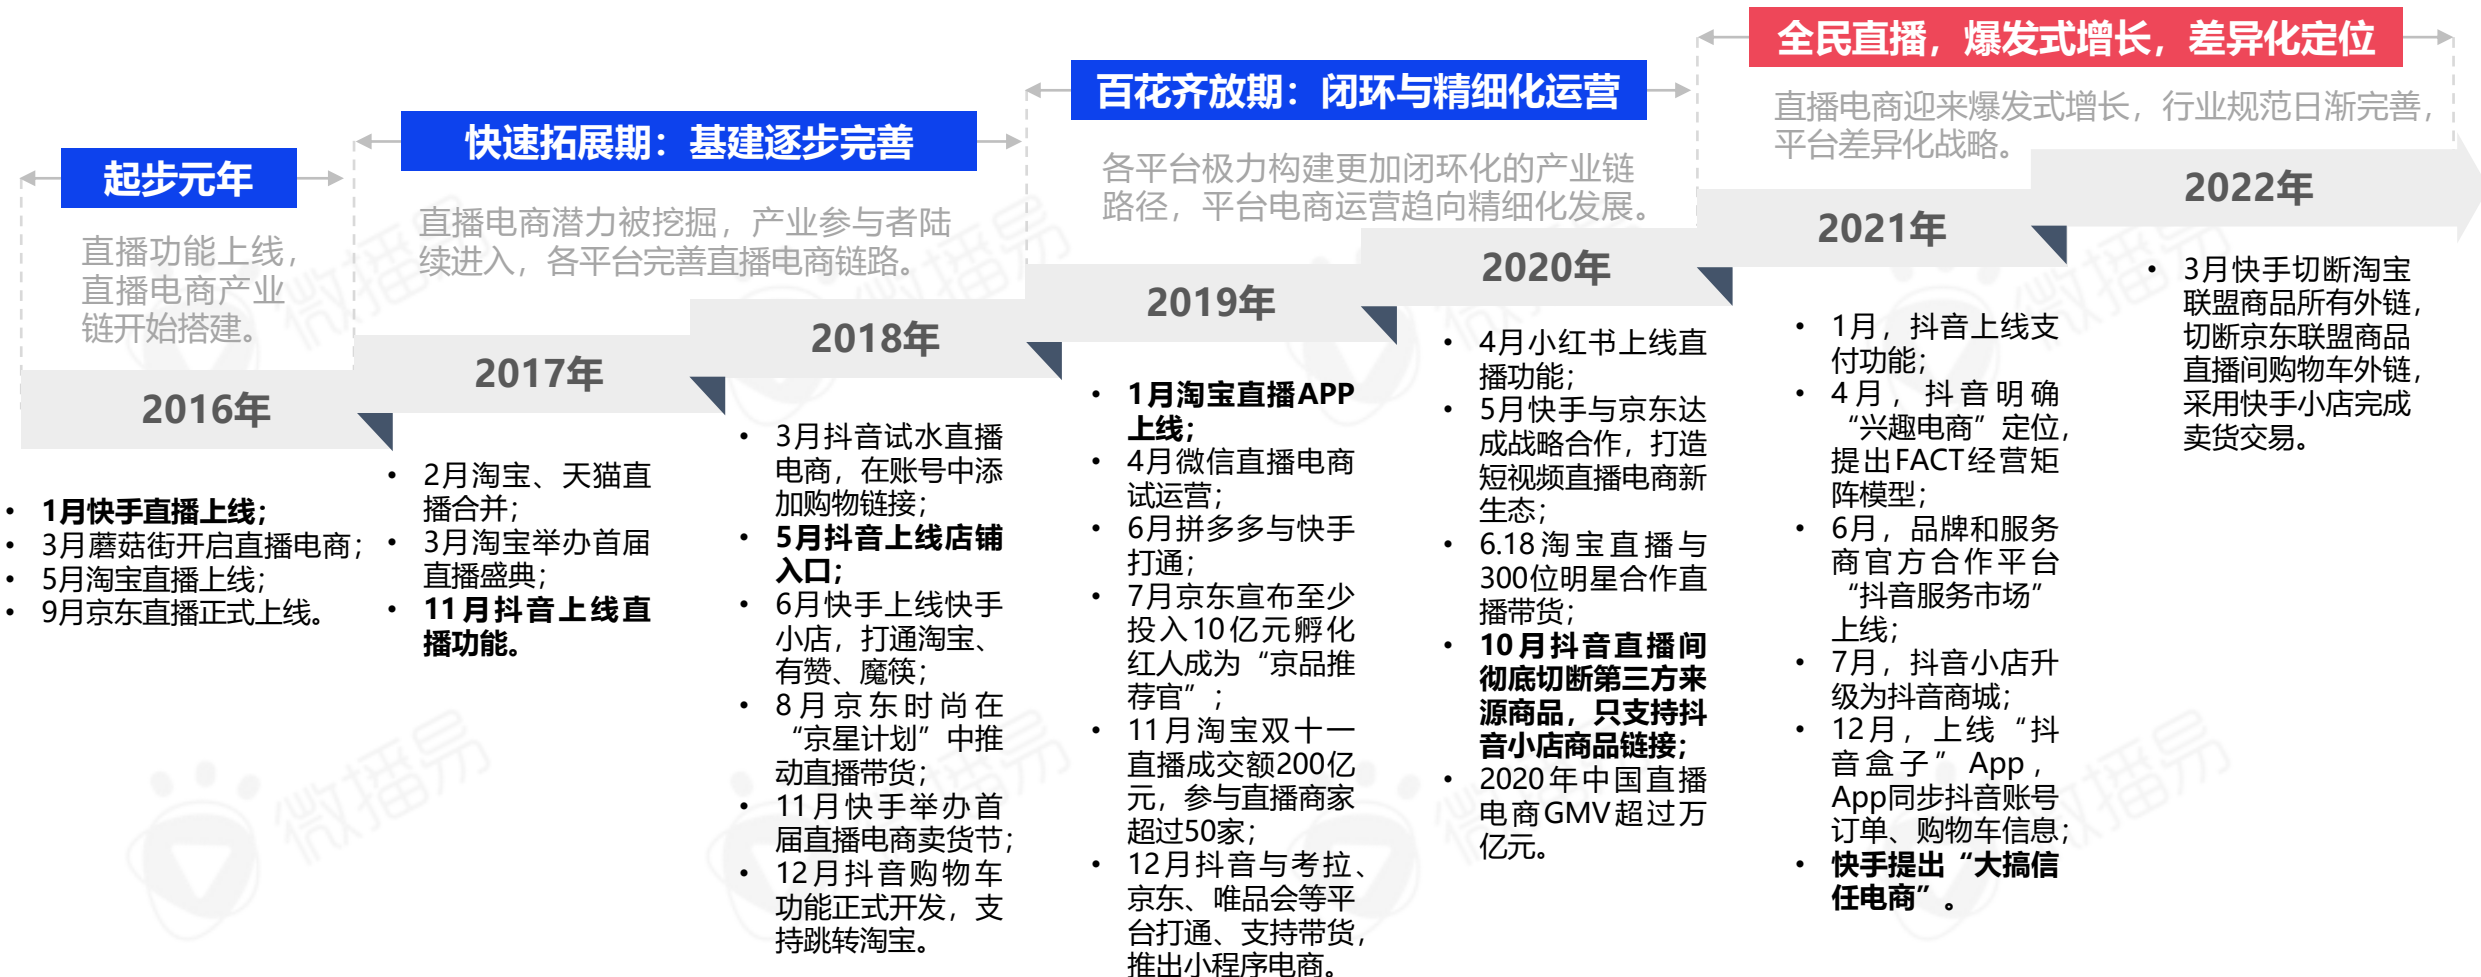 起步元年
直播功能上线，
直播电商产业
链开始搭建。
2016年
• 1月快手直播上线；
• 3月蘑菇街开启直播电商；
• 5月淘宝直播上线；
• 9月京东直播正式上线。
快速拓展期：基建逐步完善
直播电商潜力被挖掘，产业参与者陆
续进入，各平台完善直播电商链路。
2017年
• 2月淘宝、天猫直
播合并；
• 3月淘宝举办首届
直播盛典；
• 11月抖音上线直
播功能。
2018年
• 3月抖音试水直播
电商，在账号中添
加购物链接；
• 5月抖音上线店铺
入口；
• 6月快手上线快手
小店，打通淘宝、
有赞、魔筷；
• 8月京东时尚在
“京星计划”中推
动直播带货；
• 11月快手举办首
届直播电商卖货节；
• 12月抖音购物车
功能正式开发，支
持跳转淘宝。
百花齐放期：闭环与精细化运营
各平台极力构建更加闭环化的产业链
路径，平台电商运营趋向精细化发展。
2019年
• 1月淘宝直播APP
上线；
• 4月微信直播电商
试运营；
• 6月拼多多与快手
打通；
• 7月京东宣布至少
投入10亿元孵化
红人成为“京品推
荐官”；
• 11月淘宝双十一
直播成交额200亿
元，参与直播商家
超过50家；
• 12月抖音与考拉、
京东、唯品会等平
台打通、支持带货，
推出小程序电商。
2020年
• 4月小红书上线直
播功能；
• 5月快手与京东达
成战略合作，打造
短视频直播电商新
生态；
• 6.18淘宝直播与
300位明星合作直
播带货；
• 10月抖音直播间
彻底切断第三方来
源商品，只支持抖
音小店商品链接；
• 2020年中国直播
电商GMV超过万
亿元。
全民直播，爆发式增长，差异化定位
直播电商迎来爆发式增长，行业规范日渐完善，
平台差异化战略。
2021年
• 1月，抖音上线支
付功能；
• 4月，抖音明确
“兴趣电商”定位，
提出FACT经营矩
阵模型；
• 6月，品牌和服务
商官方合作平台
“抖音服务市场”
上线；
• 7月，抖音小店升
级为抖音商城；
• 12月，上线“抖
音盒子”App，
App同步抖音账号
订单、购物车信息；
• 快手提出“大搞信
任电商”。
2022年
• 3月快手切断淘宝
联盟商品所有外链，
切断京东联盟商品
直播间购物车外链，
采用快手小店完成
卖货交易。
微播易
微播易
微播易
微播易
微播易
微播易
微播易
微播易